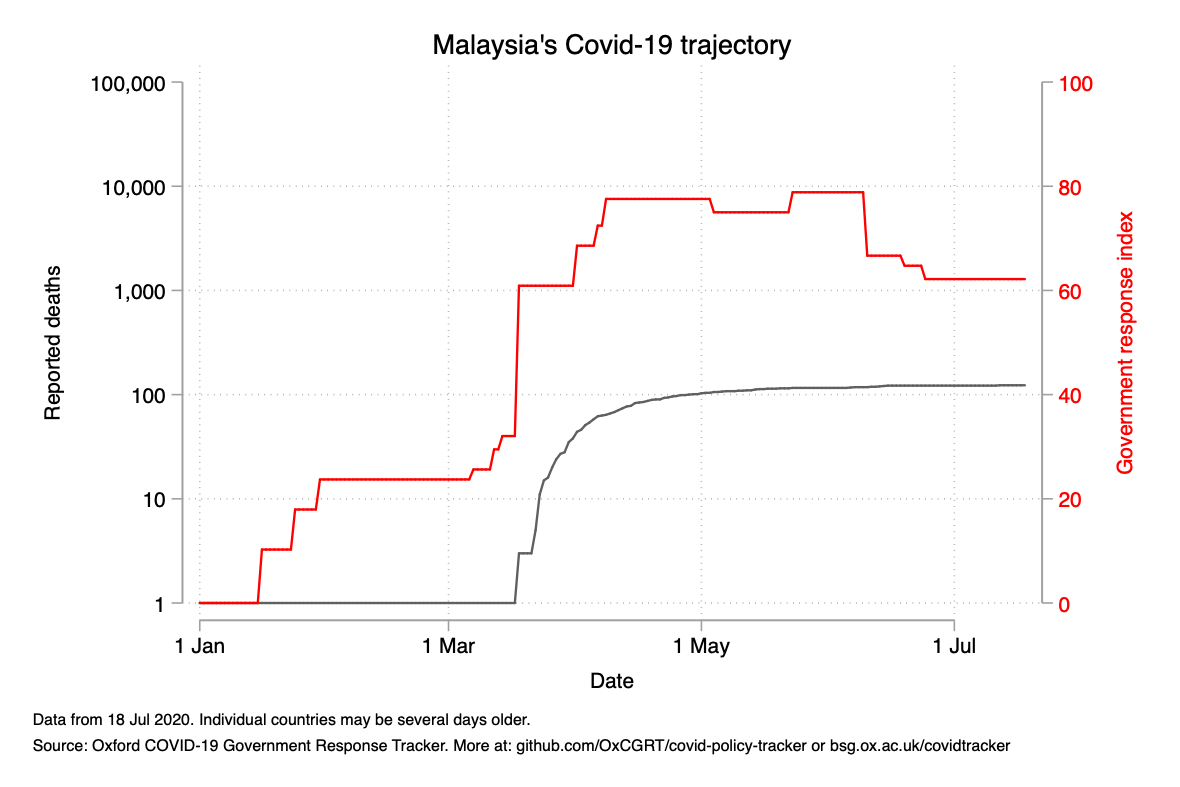 Malaysia's Covid-19 trajectory
100,000
10,000
1,000
100
10
1
Reported deaths
100
80
60
40
20
0
Government response index
1 Jan
1 Mar
1 May
1 Jul
Date
Data from 18 Jul 2020. Individual countries may be several days older.
Source: Oxford COVID-19 Government Response Tracker. More at: github.com/OxCGRT/covid-policy-tracker or bsg.ox.ac.uk/covidtracker